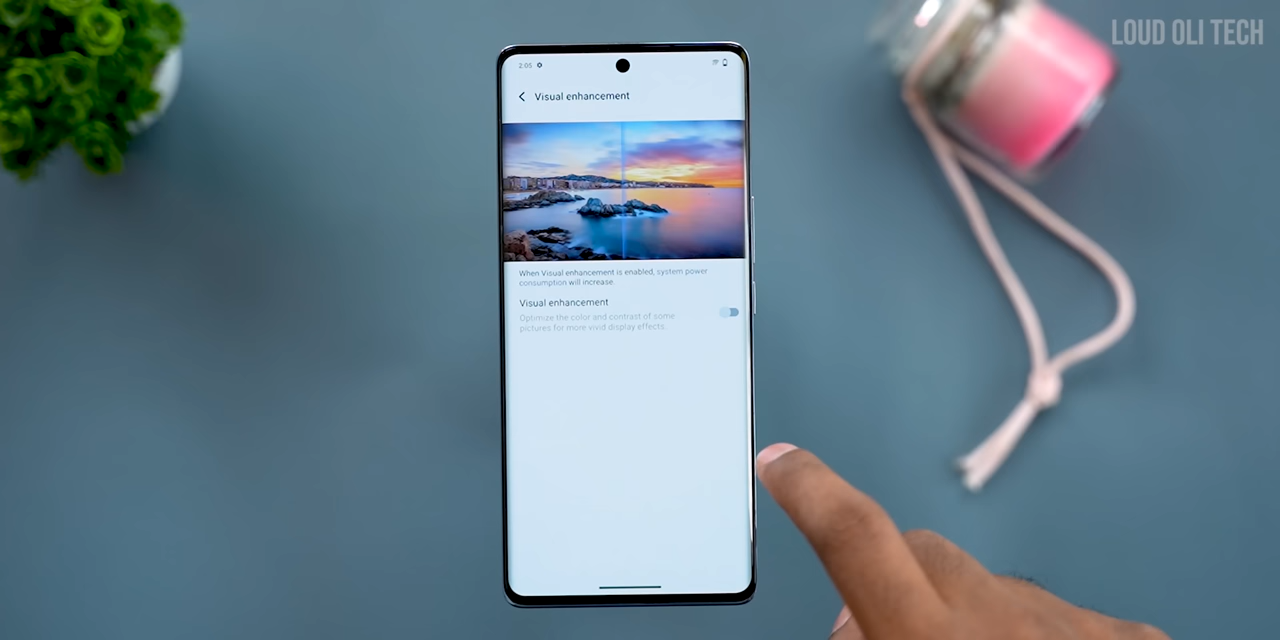 LOUD OLI TECH
2:05
Visual enhancement
When Visual enhancement is enabled, system power
consumption will increase.
Visual enhancement
Optimize the color and contrast of some
pictures for more vivid display effects.